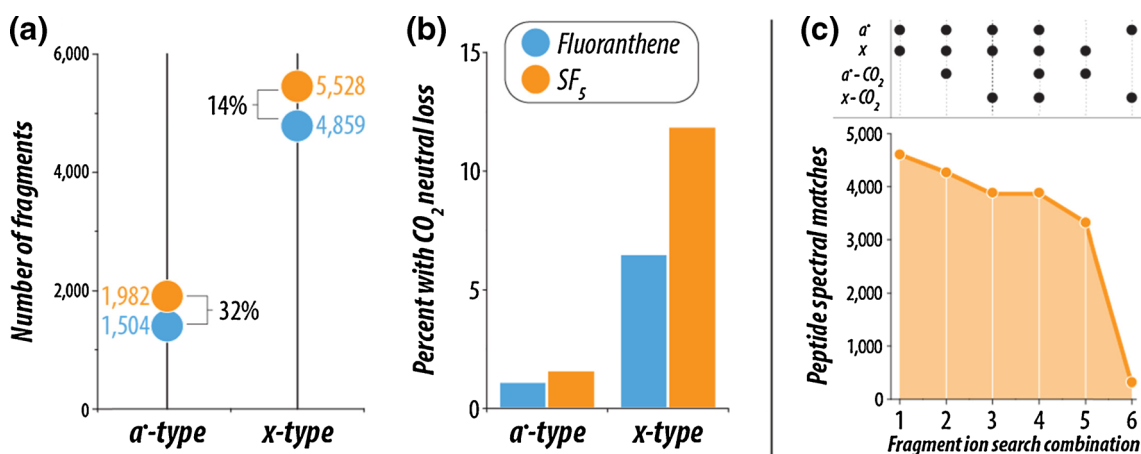 (a)
Number of fragments
6,000
4,000
2,000
0
5,528
14%
4,859
1,982
32%
1,504
a•-type
x-type
(b)
Fluoranthene
SF5
Percent with CO2 neutral loss
15
10
5
0
a•-type
x-type
(c)
a•
x
a•-CO2
x-CO2
Peptide spectral matches
5,000
4,000
3,000
2,000
1,000
0
1 2 3 4 5 6
Fragment ion search combination